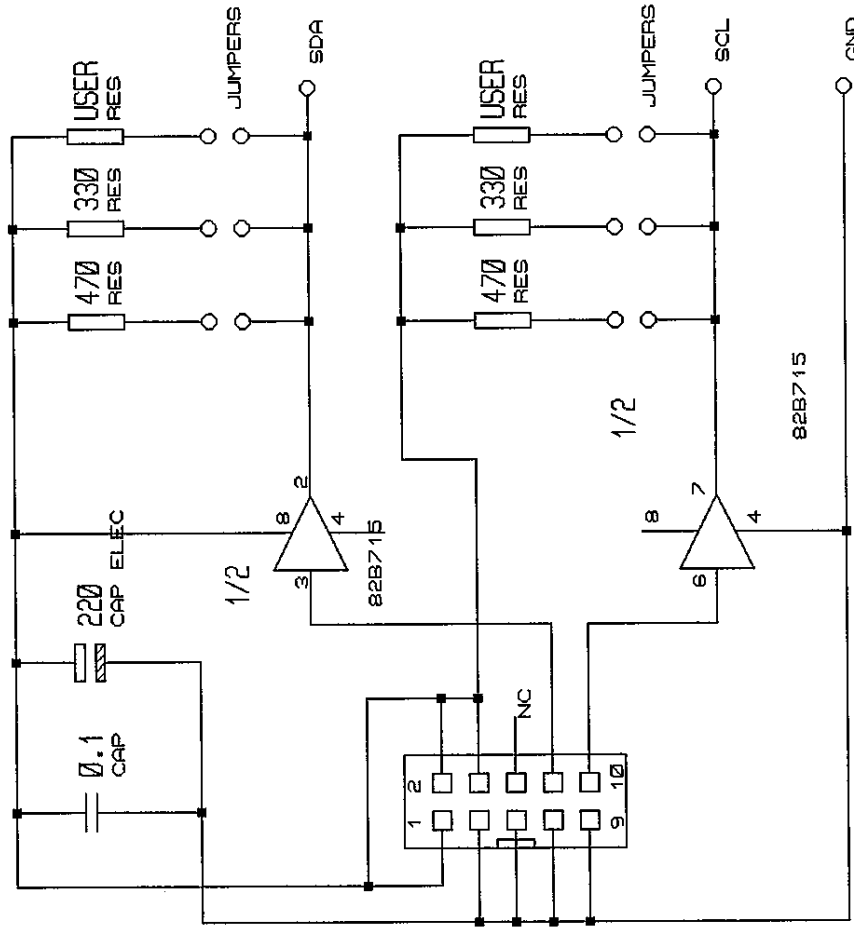 0.1
CAP
220
CAP ELEC
470
RES
330
RES
USER
RES
JUMPERS
SDA
1/2
3
8
2
4
82B715
470
RES
330
RES
USER
RES
JUMPERS
SCL
1/2
6
8
7
4
82B715
1
2
9
10
NC
GND